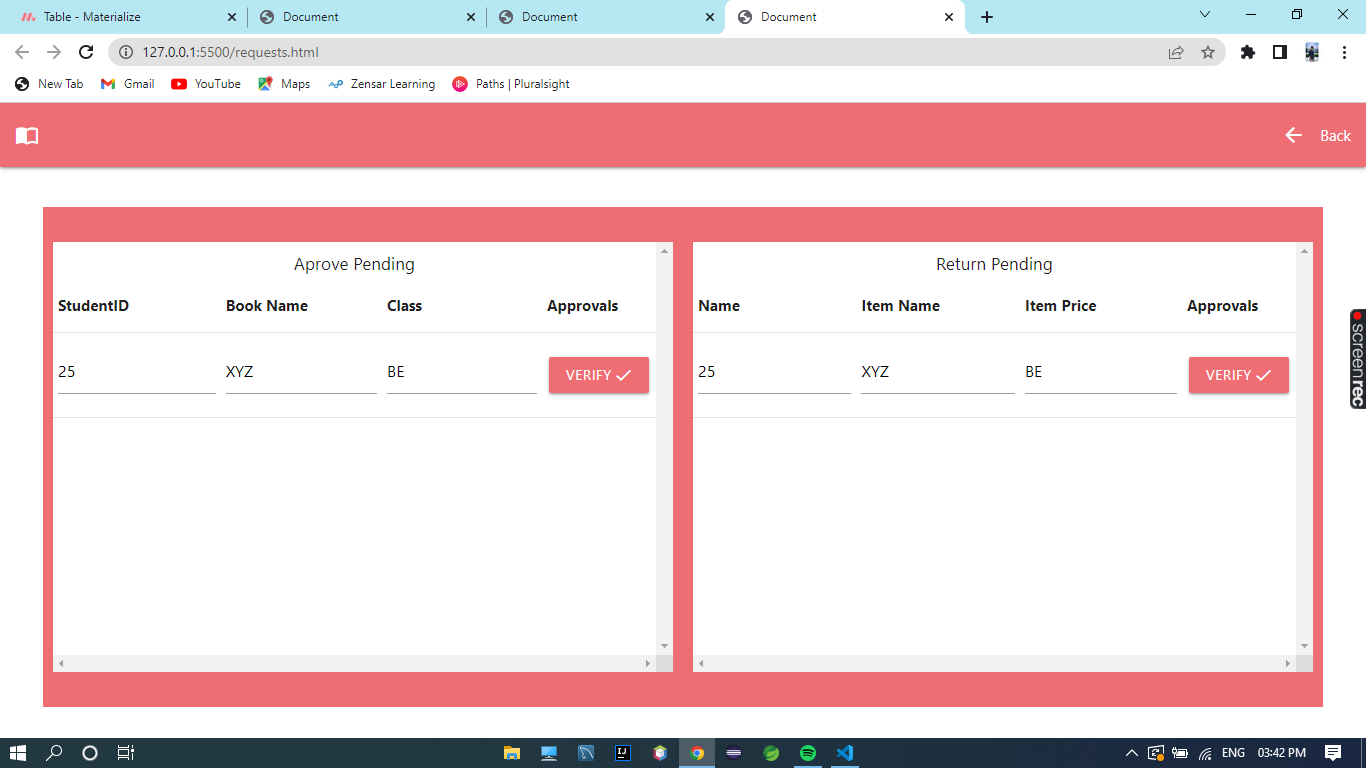 Table - Materialize
Document
Document
Document
127.0.0.1:5500/requests.html
New Tab
Gmail
YouTube
Maps
Zensar Learning
Paths | Pluralsight
Back
Aprove Pending
StudentID Book Name Class Approvals
25 XYZ BE VERIFY
Return Pending
Name Item Name Item Price Approvals
25 XYZ BE VERIFY
screenrec
IJ
ENG 03:42 PM